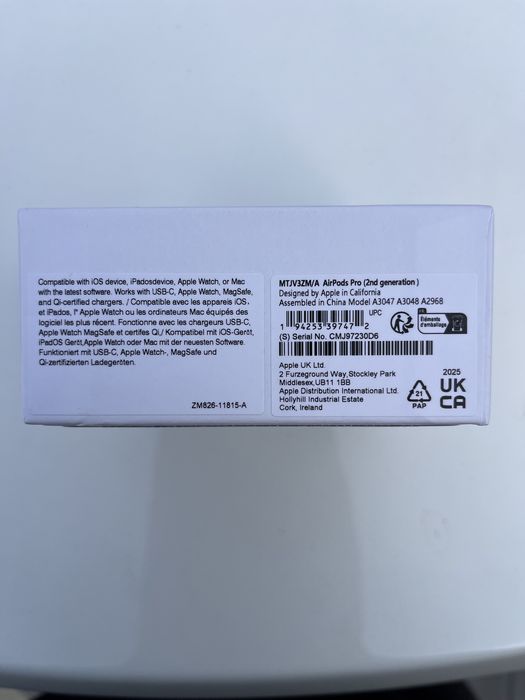 Compatible with iOS device, iPadosdevice, Apple Watch, or Mac
with the latest software. Works with USB-C, Apple Watch, MagSafe,
and Qi-certified chargers. / Compatible avec les appareils iOS,
et iPados, l* Apple Watch ou les ordinateurs Mac équipés des
logiciel les plus récent. Fonctionne avec les chargeurs USB-C,
Apple Watch MagSafe et certifés Qi./ Kompatibel mit iOS-Gerät,
iPadOS Gerät,Apple Watch oder Mac mit der neuesten Software.
Funktioniert mit USB-C, Apple Watch-, MagSafe und
Qi-zertifizierten Ladegeräten.
ZM826-11815-A
MTJV3ZM/A AirPods Pro (2nd generation )
Designed by Apple in California
Assembled in China Model A3047 A3048 A2968
UPC
1 94253 39747 2
FR
Éléments
d'emballage
(S) Serial No. CMJ97230D6
Apple UK Ltd.
2 Furzeground Way,Stockley Park
Middlesex,UB11 1BB
Apple Distribution International Ltd.
Hollyhill Industrial Estate
Cork, Ireland
21
PAP
2025
UK
CA